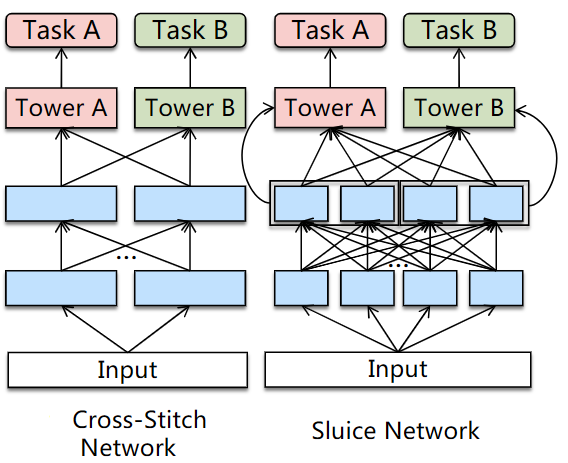 Task A
Task B
Task A
Task B
Tower A
Tower B
Tower A
Tower B
...
...
Input
Input
Cross-Stitch
Network
Sluice Network